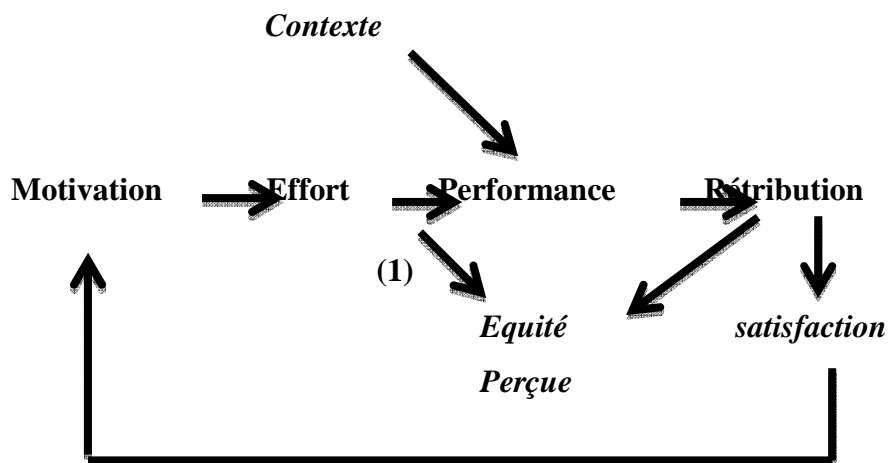 Contexte
Motivation Effort Performance Rétribution
(1)
Equité satisfaction
Perçue